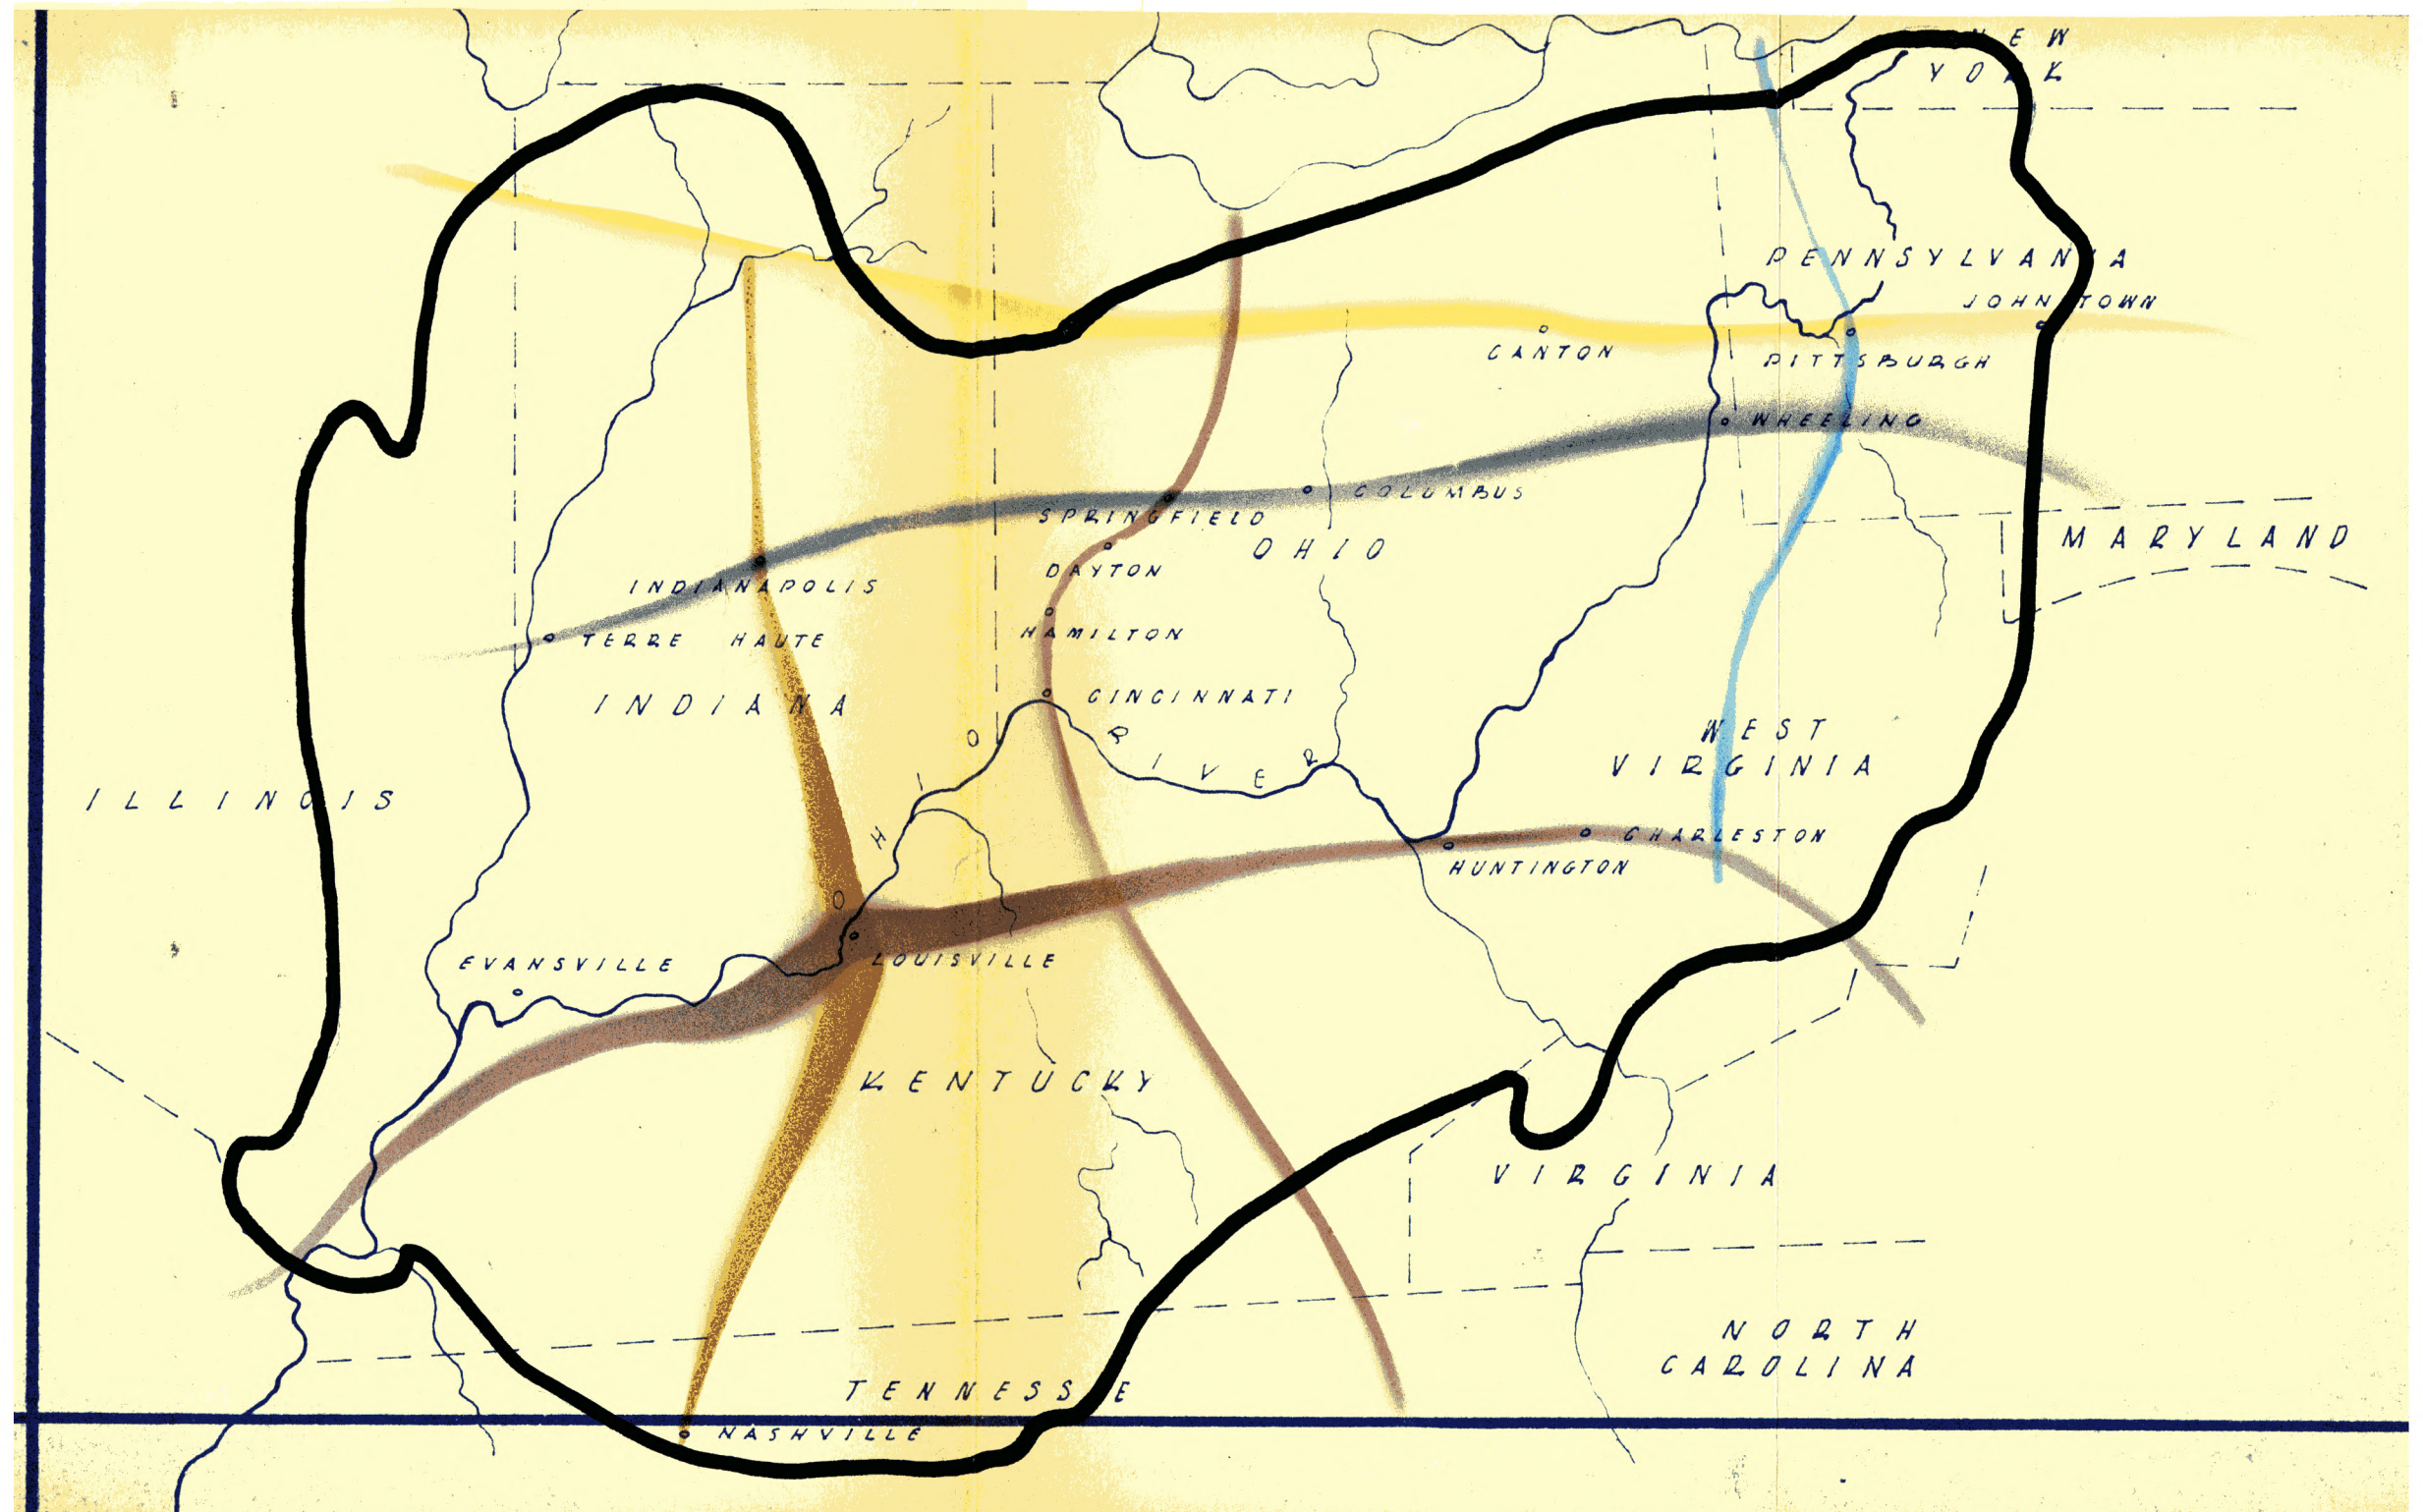 NEW
YORK
PENNSYLVANIA
JOHNSTOWN
CANTON
PITTSBURGH
WHEELING
COLUMBUS
SPRINGFIELD
OHIO
MARYLAND
DAYTON
INDIANAPOLIS
HAMILTON
TERRE HAUTE
CINCINNATI
INDIANA
OHIO RIVER
WEST
VIRGINIA
ILLINOIS
CHARLESTON
HUNTINGTON
EVANSVILLE
LOUISVILLE
KENTUCKY
VIRGINIA
NORTH
CAROLINA
TENNESSEE
NASHVILLE